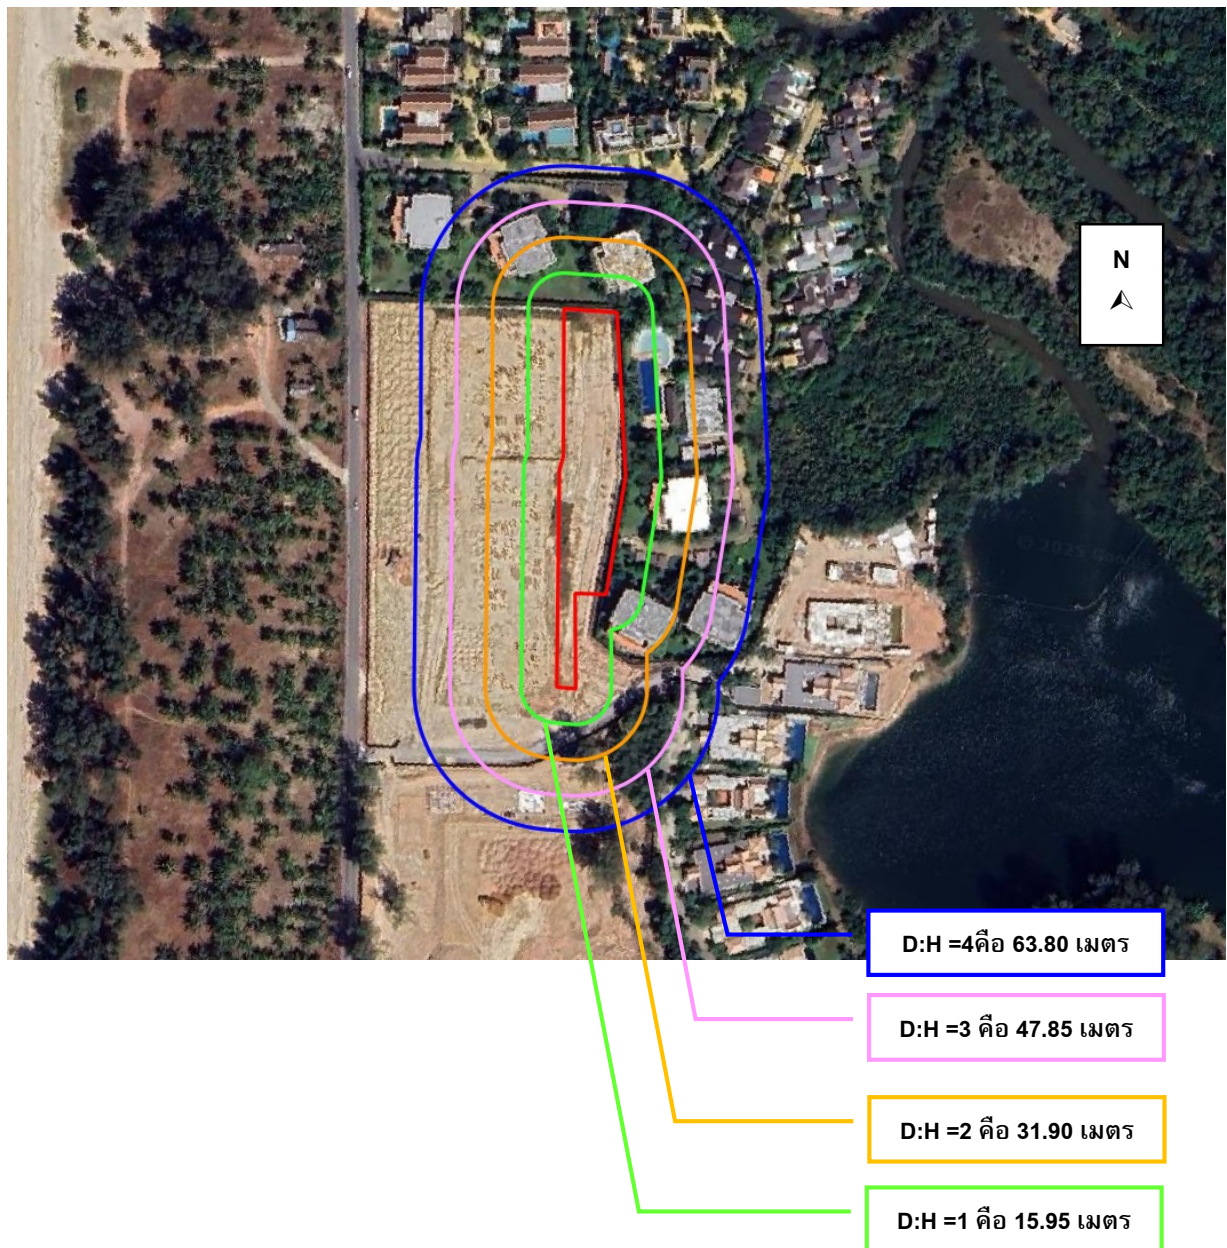 N
D:H =4คือ 63.80 เมตร
D:H =3 คือ 47.85 เมตร
D:H =2 คือ 31.90 เมตร
D:H =1 คือ 15.95 เมตร